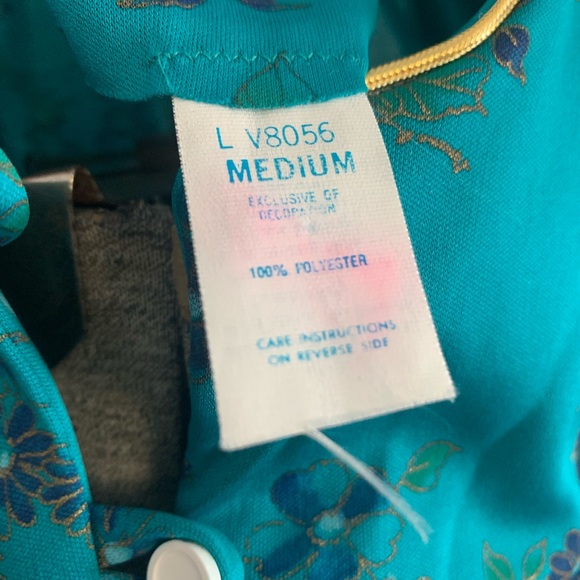 L V8056
MEDIUM
EXCLUSIVE OF
DECORATION
100% POLYESTER
CARE INSTRUCTIONS
ON REVERSE SIDE